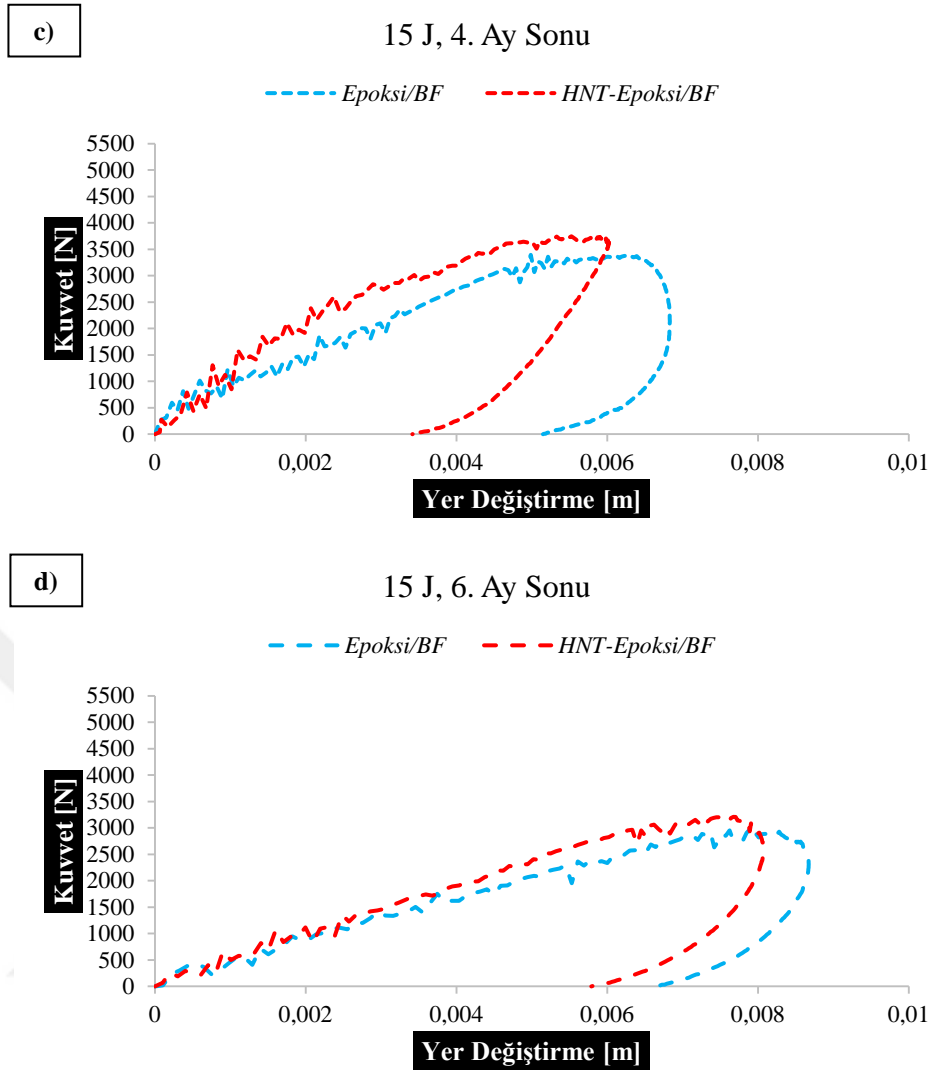 c)
15 J, 4. Ay Sonu
Epoksi/BF HNT-Epoksi/BF
5500
5000
4500
4000
3500
3000
2500
2000
1500
1000
500
0
Kuvvet [N]
0 0,002 0,004 0,006 0,008 0,01
Yer Değiştirme [m]
d)
15 J, 6. Ay Sonu
Epoksi/BF HNT-Epoksi/BF
5500
5000
4500
4000
3500
3000
2500
2000
1500
1000
500
0
Kuvvet [N]
0 0,002 0,004 0,006 0,008 0,01
Yer Değiştirme [m]